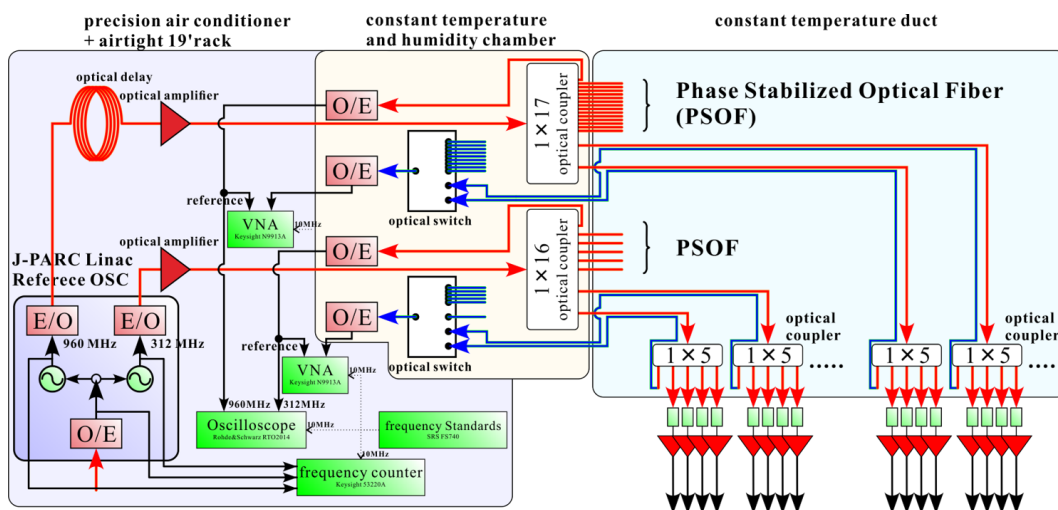 precision air conditioner
+ airtight 19'rack
constant temperature
and humidity chamber
constant temperature duct
optical delay
optical amplifier
O/E
1×17
optical coupler
Phase Stabilized Optical Fiber
(PSOF)
O/E
reference
optical switch
VNA
Keysight N9913A
10MHz
optical amplifier
O/E
1×16
optical coupler
PSOF
J-PARC Linac
Referece OSC
E/O
960 MHz
E/O
312 MHz
O/E
reference
optical switch
VNA
Keysight N9913A
10MHz
optical
coupler
optical
coupler
1 × 5
1 × 5
.....
1 × 5
1 × 5
.....
O/E
960MHz
312MHz
Oscilloscope
Rohde&Schwarz RTO2014
10MHz
frequency Standards
SRS FS740
10MHz
frequency counter
Keysight 53220A